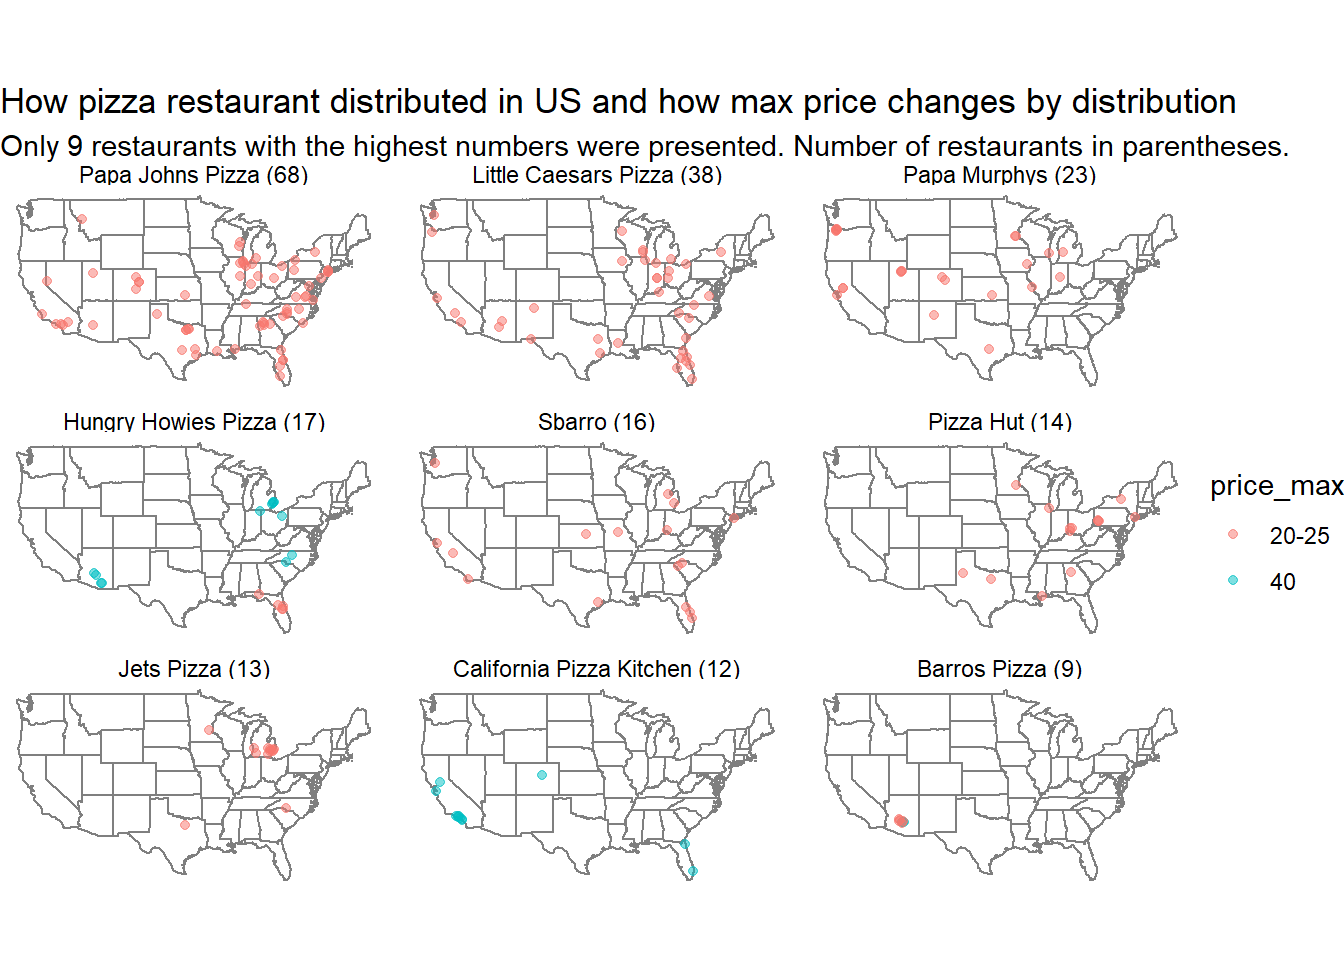 How pizza restaurant distributed in US and how max price changes by distribution
Only 9 restaurants with the highest numbers were presented. Number of restaurants in parentheses.
Papa Johns Pizza (68)
Little Caesars Pizza (38)
Papa Murphys (23)
Hungry Howies Pizza (17)
Sbarro (16)
Pizza Hut (14)
price_max
20-25
40
Jets Pizza (13)
California Pizza Kitchen (12)
Barros Pizza (9)